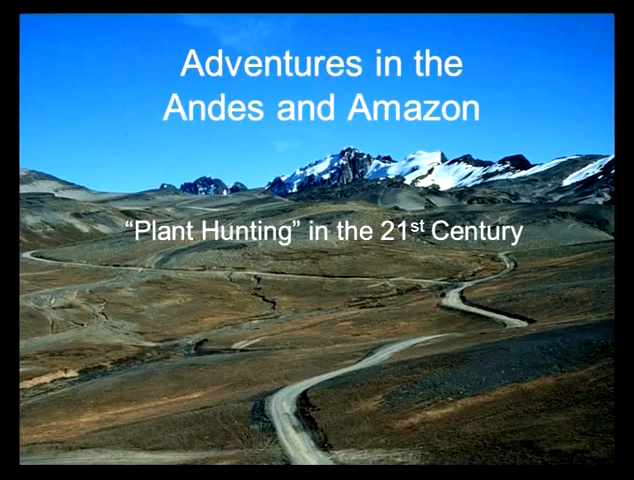 Adventures in the
Andes and Amazon
“Plant Hunting” in the 21st Century